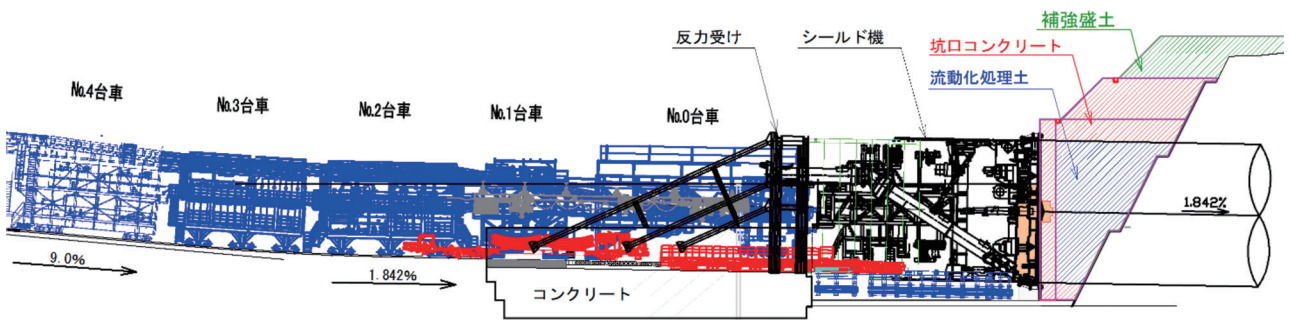 補強盛土
反力受け
シールド機
坑口コンクリート
流動化処理土
No.4台車
No.3台車
No.2台車
No.1台車
No.0台車
1.842%
9.0%
1.842%
コンクリート